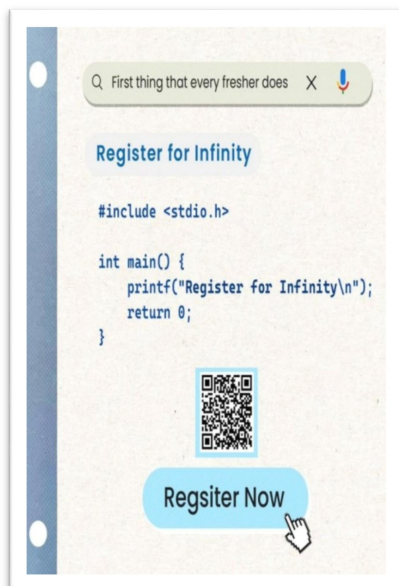 First thing that every fresher does
Register for Infinity
#include <stdio.h>
int main() {
printf("Register for Infinity\n");
return 0;
}
Regsiter Now